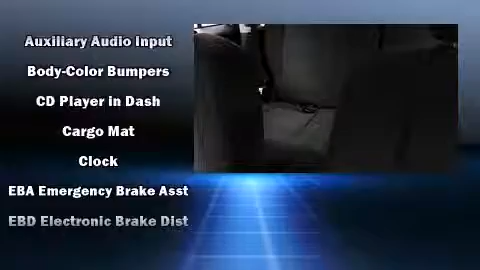 Auxiliary Audio Input
Body-Color Bumpers
CD Player in Dash
Cargo Mat
Clock
EBA Emergency Brake Asst
EBD Electronic Brake Dist